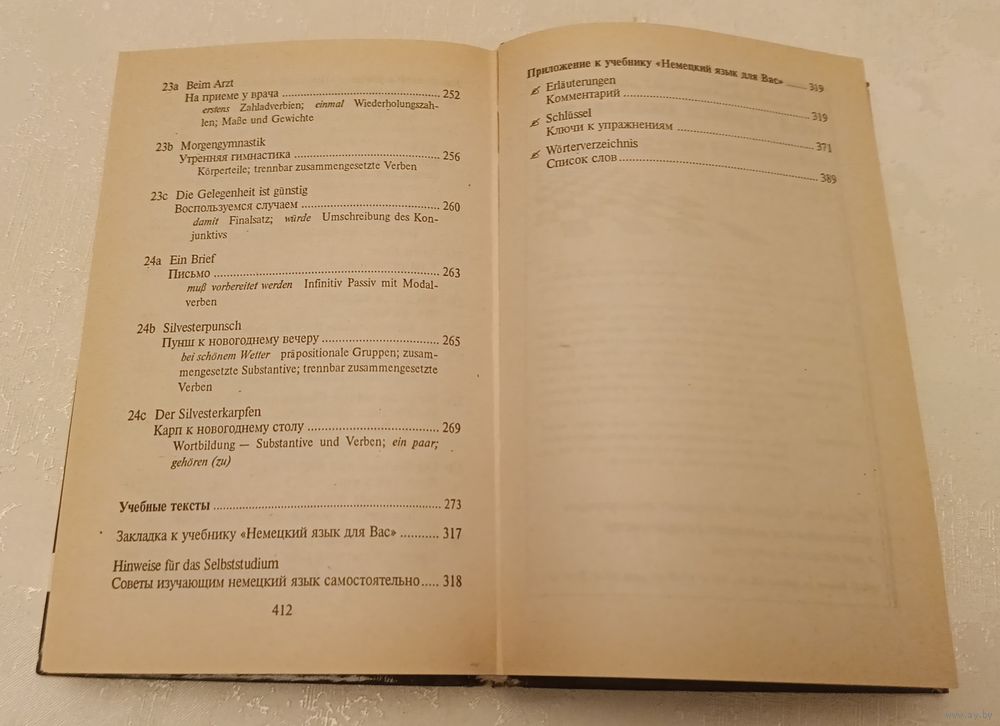 23a Beim Arzt
На приеме у врача ........ 252
erstens Zahladverbien; einmal Wiederholungszah-
len; Maße und Gewichte
23b Morgengymnastik
Утренняя гимнастика ........ 256
Körperteile; trennbar zusammengesetzte Verben
23c Die Gelegenheit ist günstig
Воспользуемся случаем ........ 260
damit Finalsatz; würde Umschreibung des Kon-
junktivs
24a Ein Brief
Письмо ........ 263
muß vorbereitet werden Infinitiv Passiv mit Modal-
verben
24b Silvesterpunsch
Пунш к новогоднему вечеру ........ 265
bei schönem Wetter präpositionale Gruppen; zusam-
mengesetzte Substantive; trennbar zusammengesetzte
Verben
24c Der Silvesterkarpfen
Карп к новогоднему столу ........ 269
Wortbildung — Substantive und Verben; ein paar;
gehören (zu)
Учебные тексты ........ 273
Закладка к учебнику «Немецкий язык для Вас» ........ 317
Hinweise für das Selbststudium
Советы изучающим немецкий язык самостоятельно ..... 318
412
Приложение к учебнику «Немецкий язык для Вас» ...... 319
Erläuterungen
Комментарий ........ 319
Schlüssel
Ключи к упражнениям ........ 371
Wörterverzeichnis
Список слов ........ 389
www.ay.by